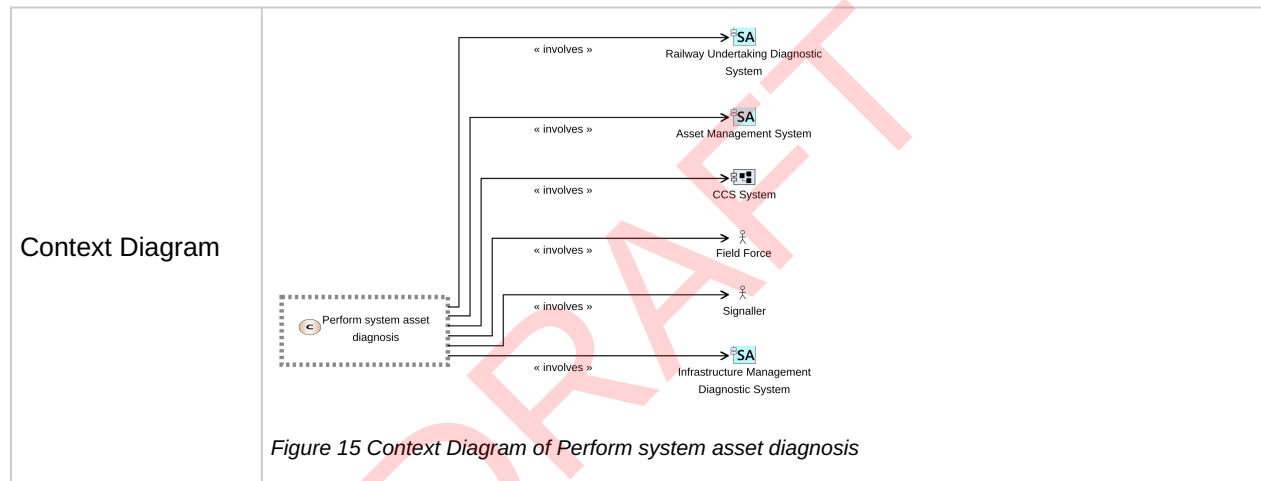 SA
« involves »
Railway Undertaking Diagnostic
System
SA
« involves »
Asset Management System
« involves »
CCS System
Context Diagram
« involves »
Field Force
« involves »
Signaller
C
Perform system asset
diagnosis
SA
« involves »
Infrastructure Management
Diagnostic System
Figure 15 Context Diagram of Perform system asset diagnosis
DRAFT